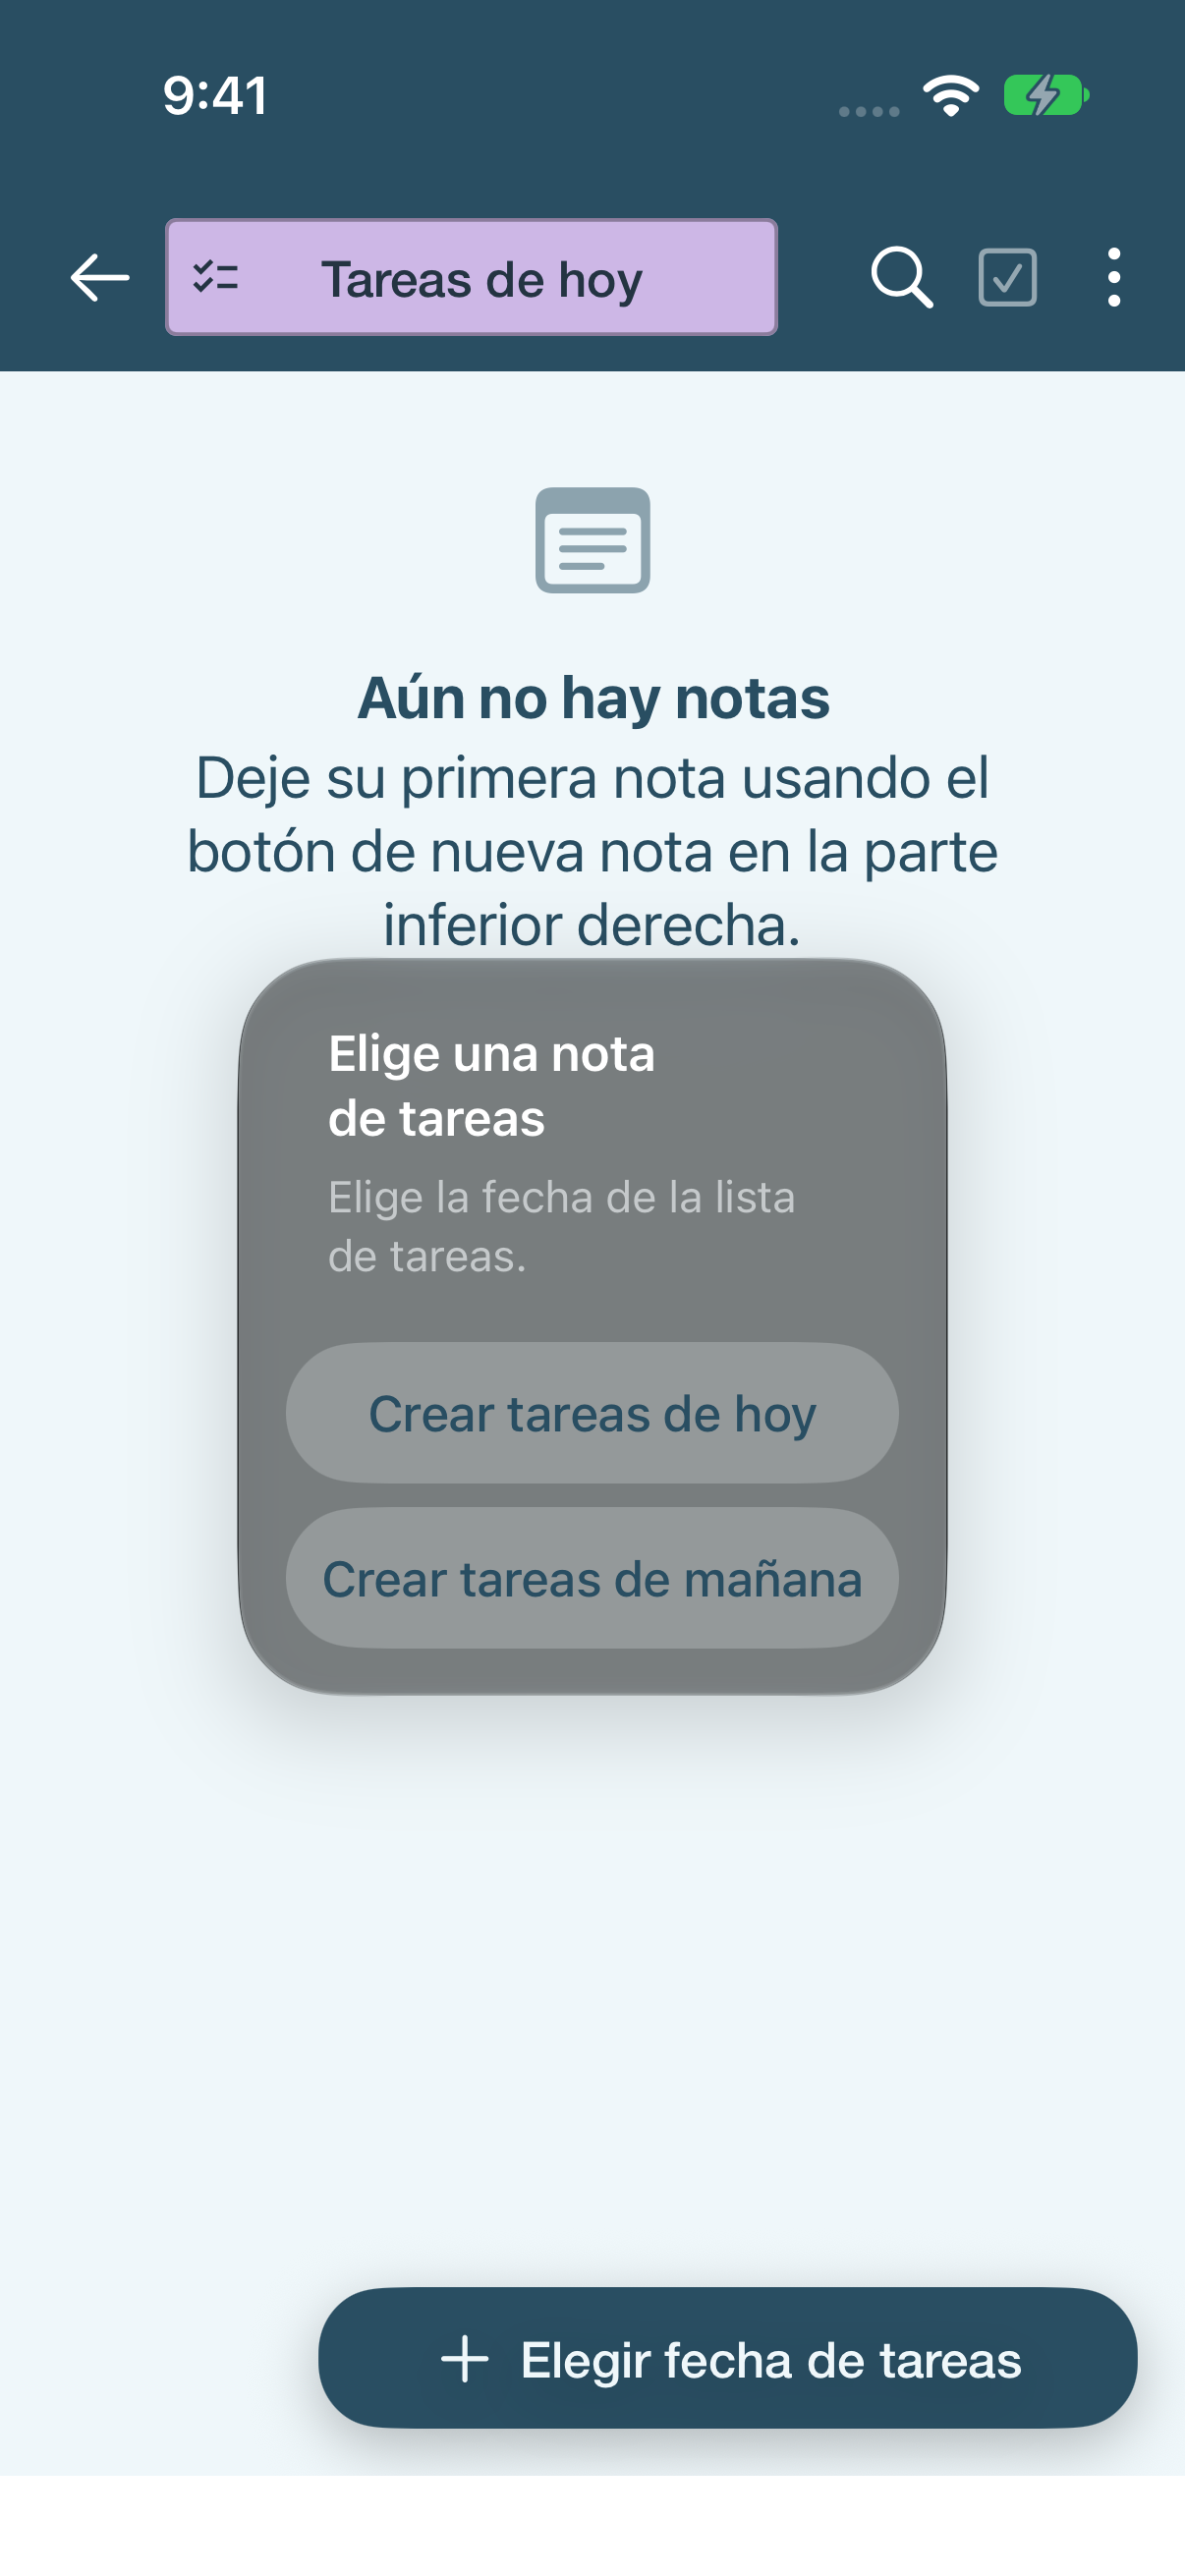 9:41
Tareas de hoy
Aún no hay notas
Deje su primera nota usando el
botón de nueva nota en la parte
inferior derecha.
Elige una nota
de tareas
Elige la fecha de la lista
de tareas.
Crear tareas de hoy
Crear tareas de mañana
Elegir fecha de tareas